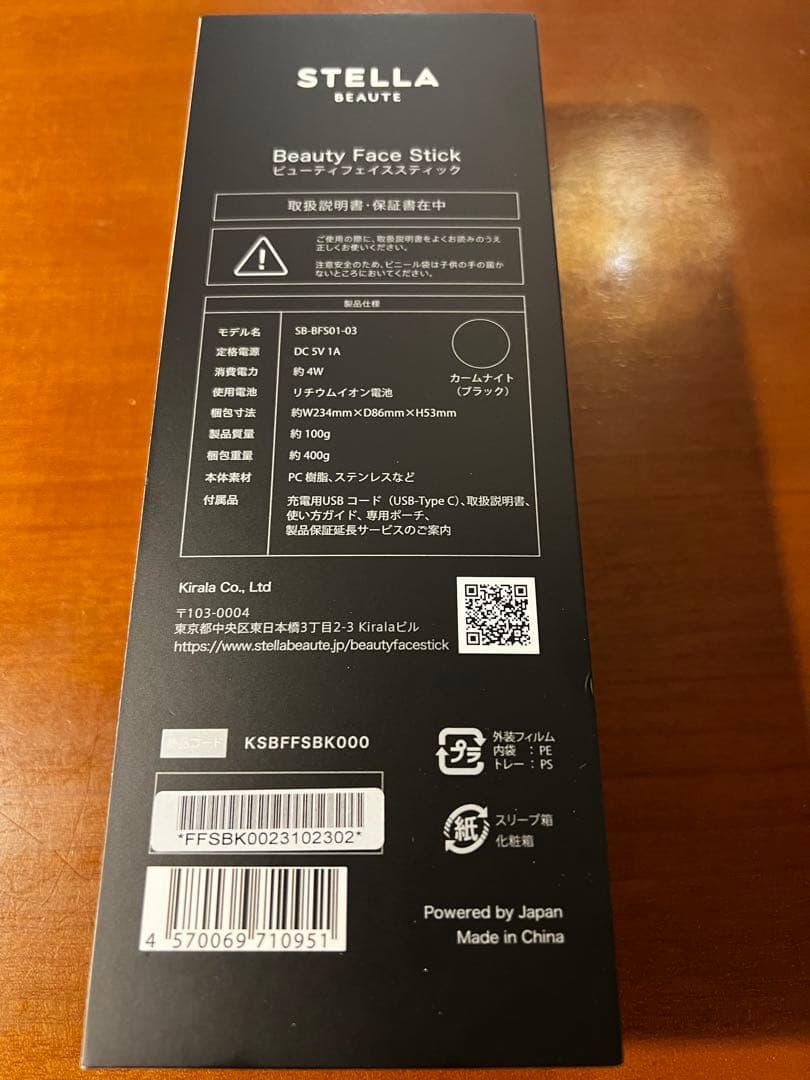 STELLA
BEAUTE
Beauty Face Stick
ビューティフェイススティック
取扱説明書・保証書在中
ご使用の際に、取扱説明書をよくお読みのうえ
正しくお使いください。
注意安全のため、ビニール袋は子供の手の届か
ないところにおいてください。
製品仕様
モデル名 SB-BFS01-03
定格電源 DC 5V 1A
消費電力 約 4W
使用電池 リチウムイオン電池
梱包寸法 約W234mm×D86mm×H53mm
製品質量 約 100g
梱包重量 約 400g
本体素材 PC 樹脂、ステンレスなど
付属品 充電用USB コード（USB-Type C）、取扱説明書、
使い方ガイド、専用ポーチ、
製品保証延長サービスのご案内
カームナイト
（ブラック）
Kirala Co., Ltd
〒103-0004
東京都中央区東日本橋3丁目2-3 Kiralaビル
https://www.stellabeaute.jp/beautyfacestick
商品コード KSBFFSBK000
*FFSBK0023102302*
4 570069 710951
プラ
外装フィルム
内袋 ：PE
トレー：PS
紙
スリーブ箱
化粧箱
Powered by Japan
Made in China